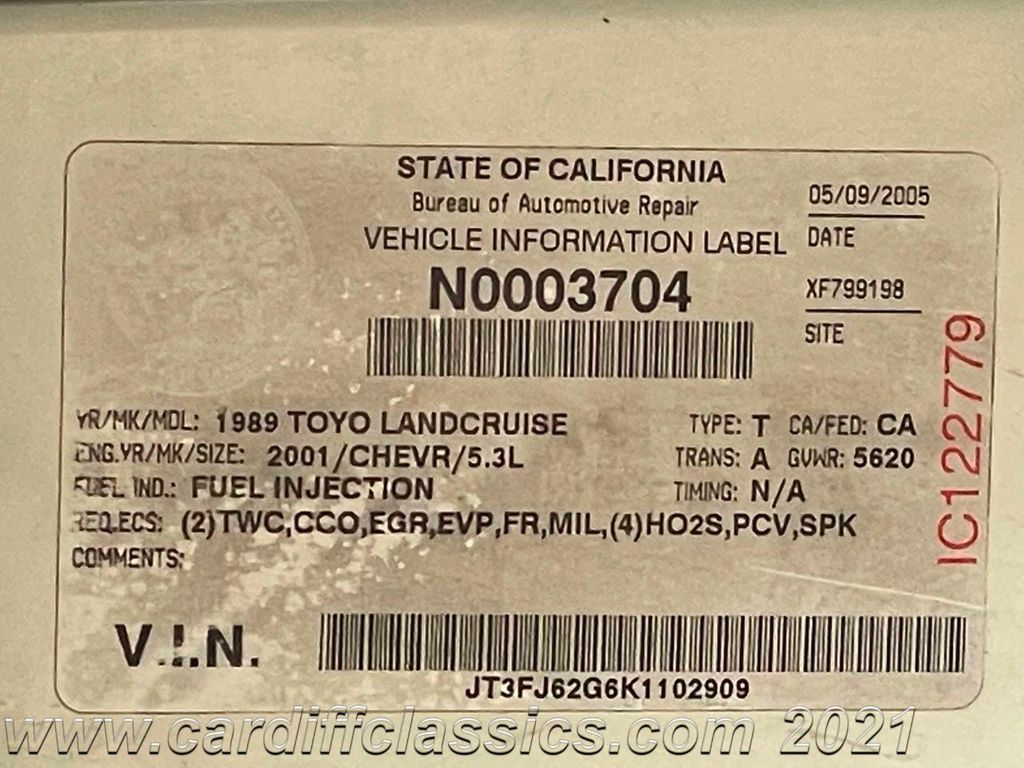 STATE OF CALIFORNIA
Bureau of Automotive Repair
VEHICLE INFORMATION LABEL
N0003704
05/09/2005
DATE
XF799198
SITE
IC122779
YR/MK/MDL: 1989 TOYO LANDCRUISE TYPE: T CA/FED: CA
ENG.YR/MK/SIZE: 2001/CHEVR/5.3L TRANS: A GVWR: 5620
FUEL IND.: FUEL INJECTION TIMING: N/A
REQ.ECS: (2)TWC,CCO,EGR,EVP,FR,MIL,(4)HO2S,PCV,SPK
COMMENTS:
V.I.N.
JT3FJ62G6K1102909
www.cardiffclassics.com 2021